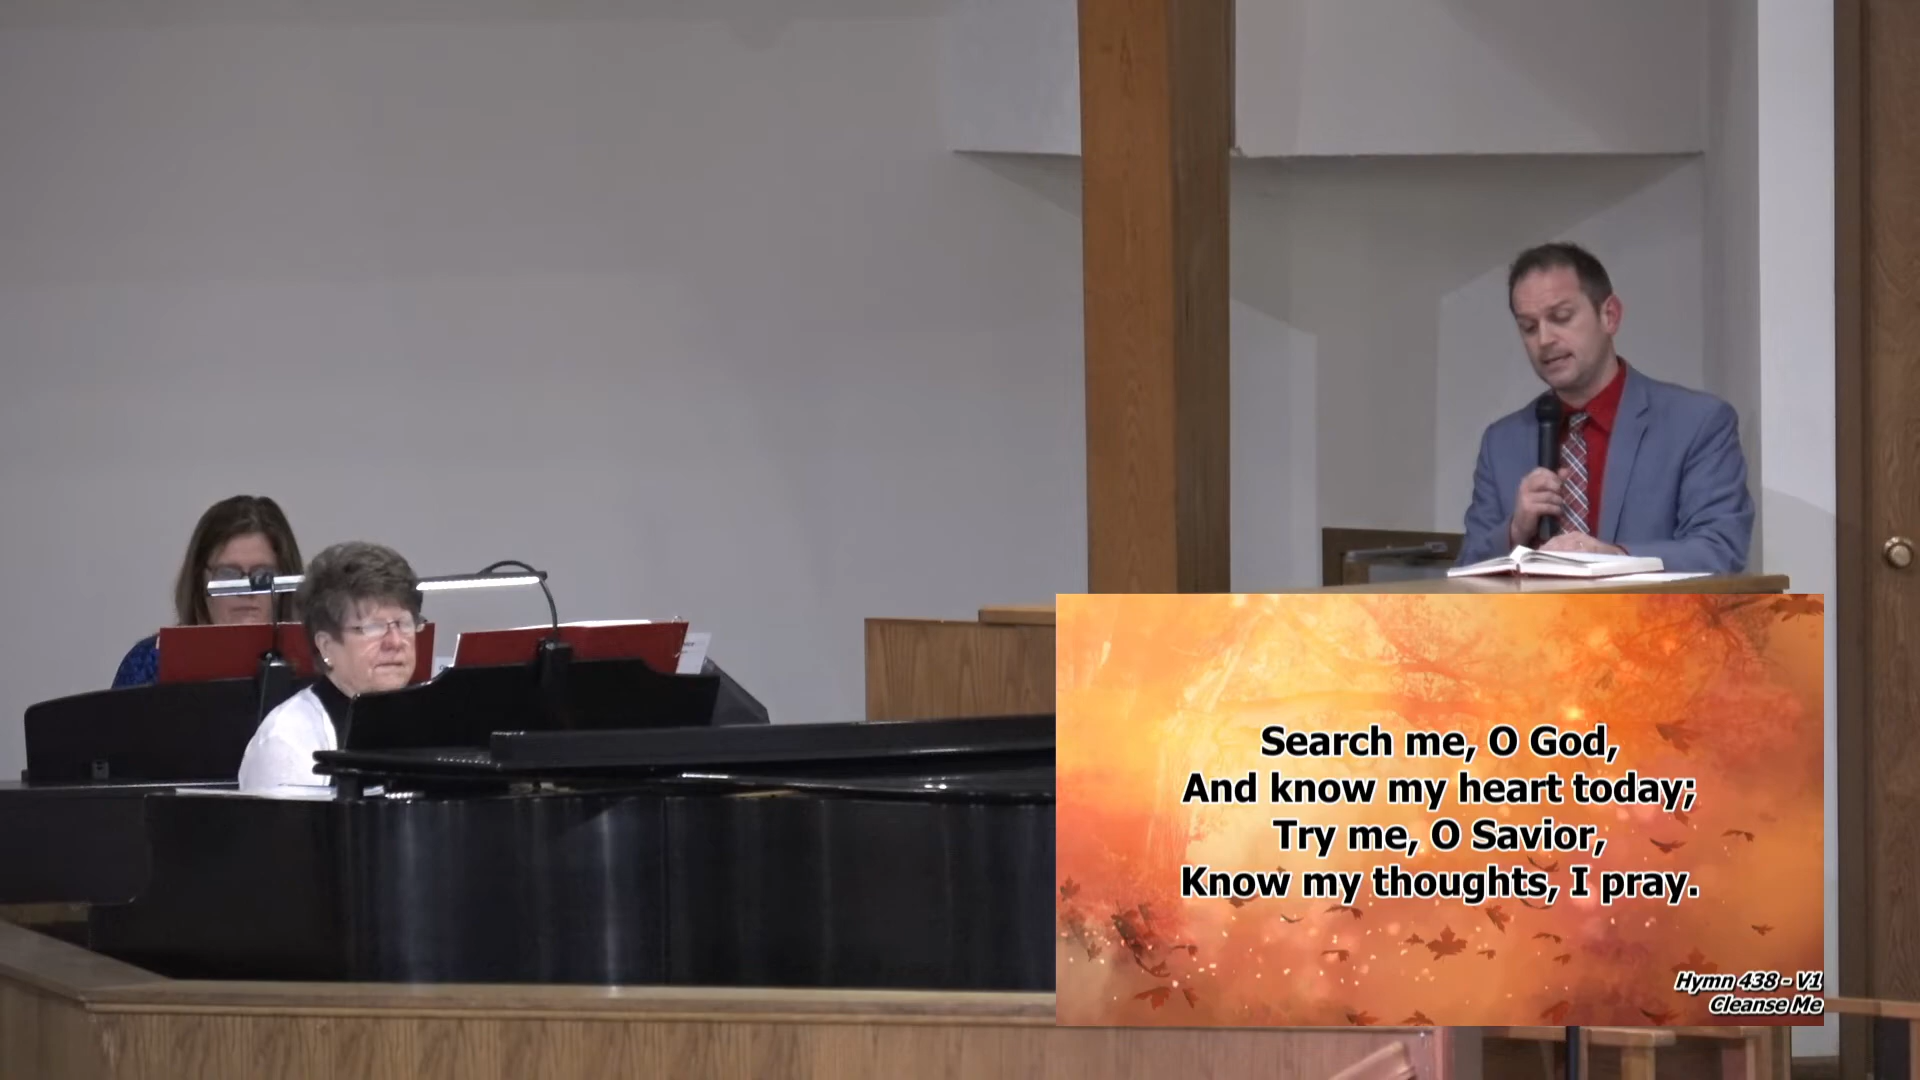 Search me, O God,
And know my heart today;
Try me, O Savior,
Know my thoughts, I pray.
Hymn 438 - V1
Cleanse Me